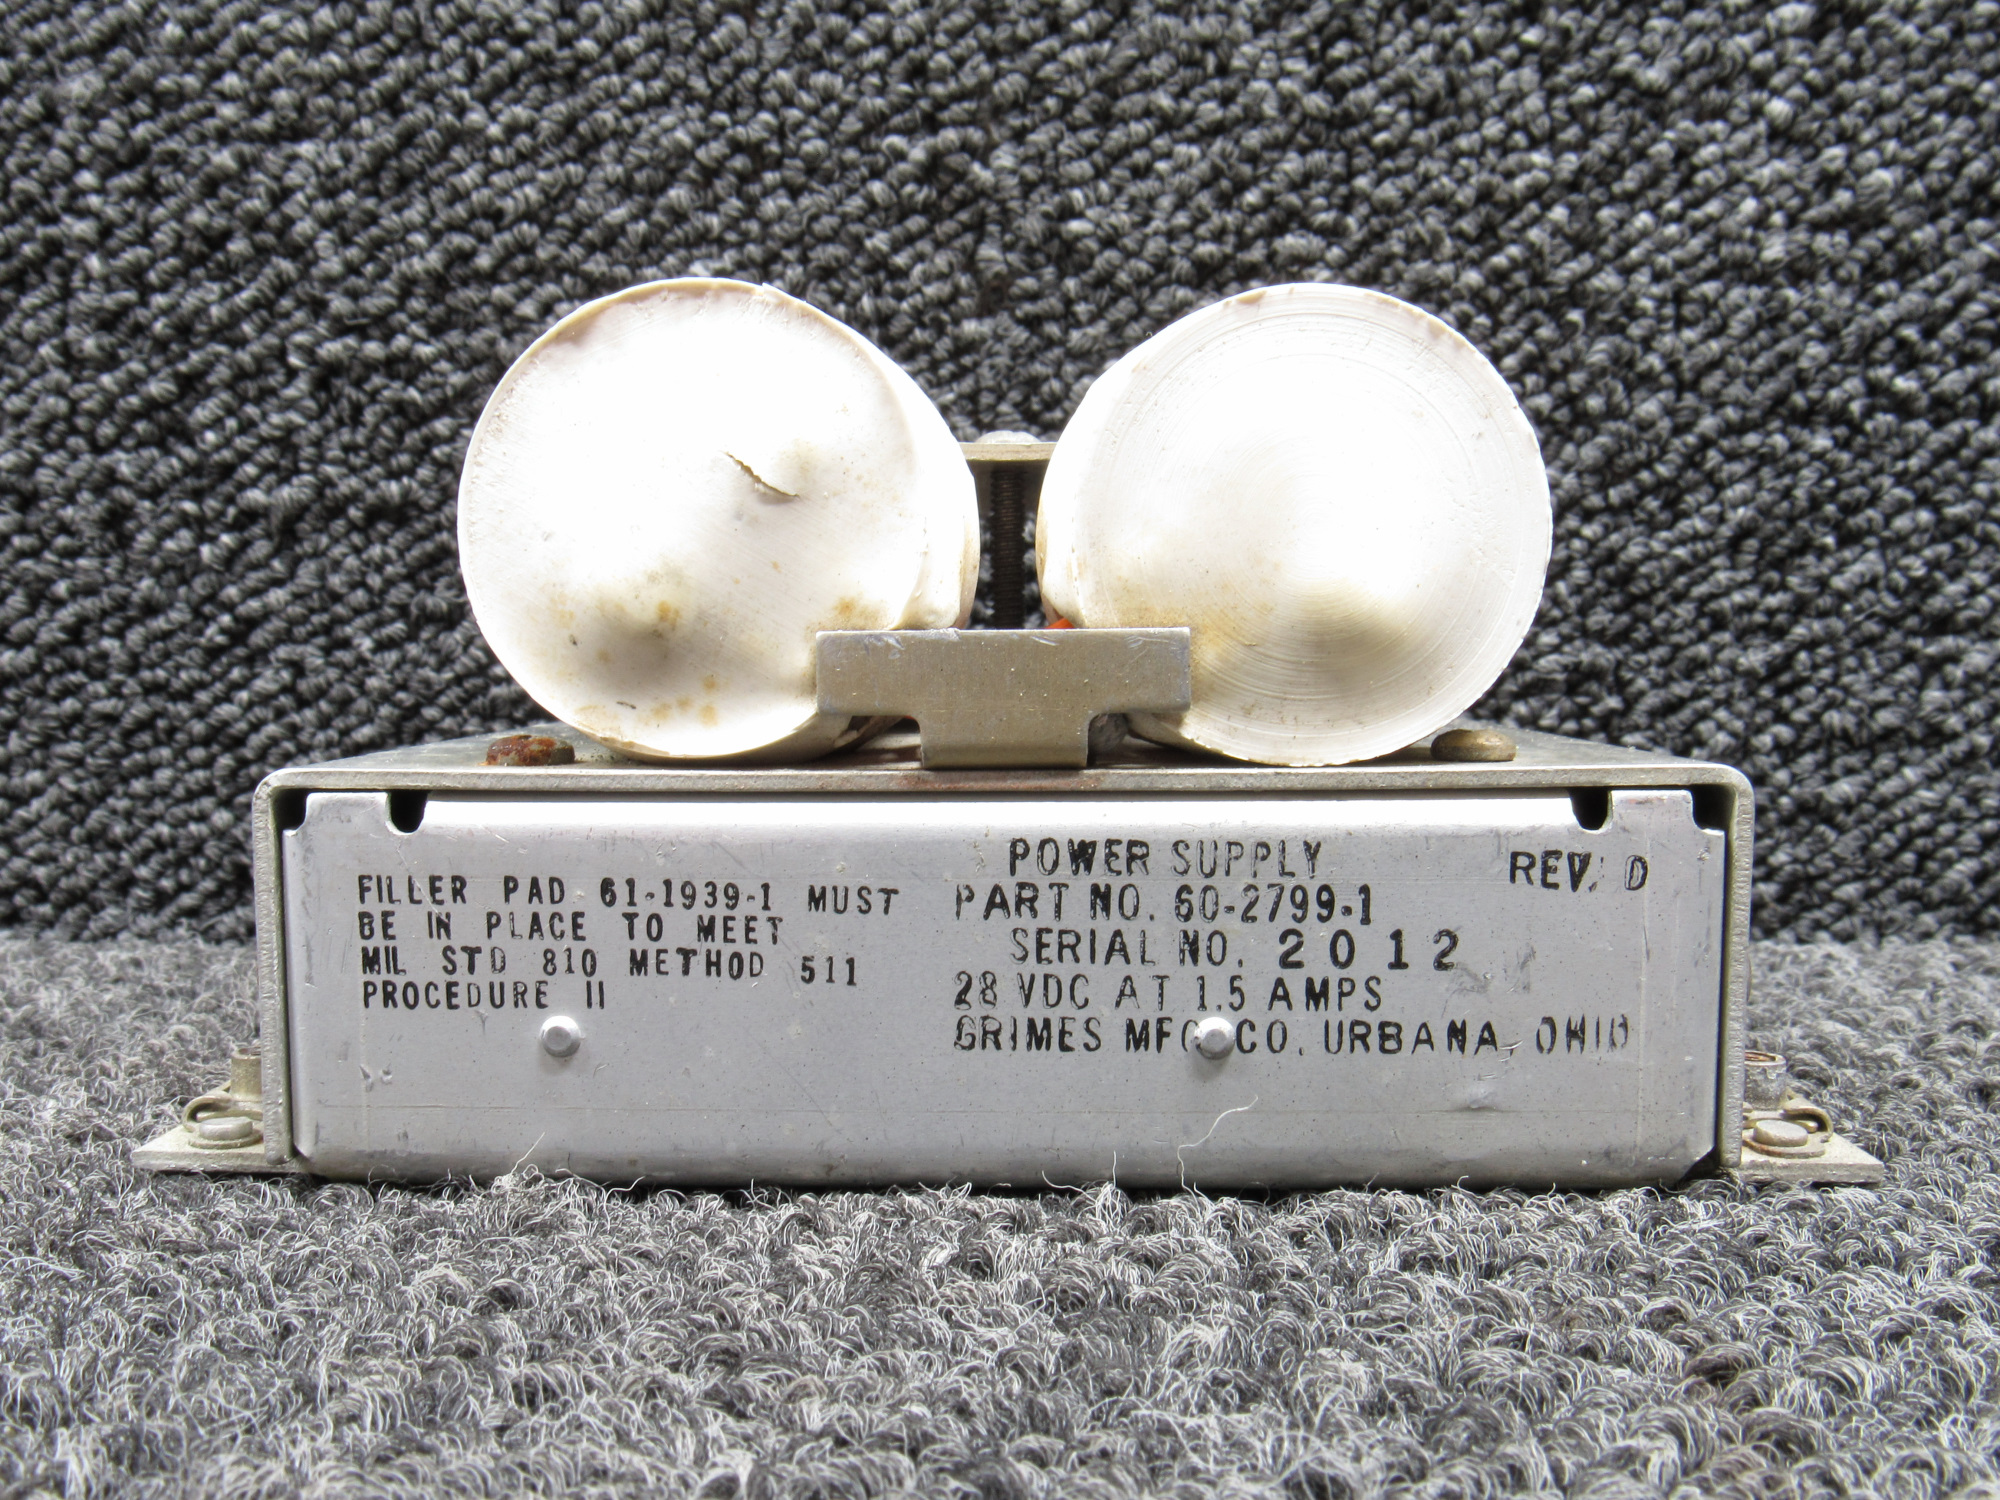 FILLER PAD 61-1939-1 MUST
BE IN PLACE TO MEET
MIL STD 810 METHOD 511
PROCEDURE II
POWER SUPPLY
REV. D
PART NO. 60-2799-1
SERIAL NO. 2012
28 VDC AT 1.5 AMPS
GRIMES MFG. CO. URBANA, OHIO